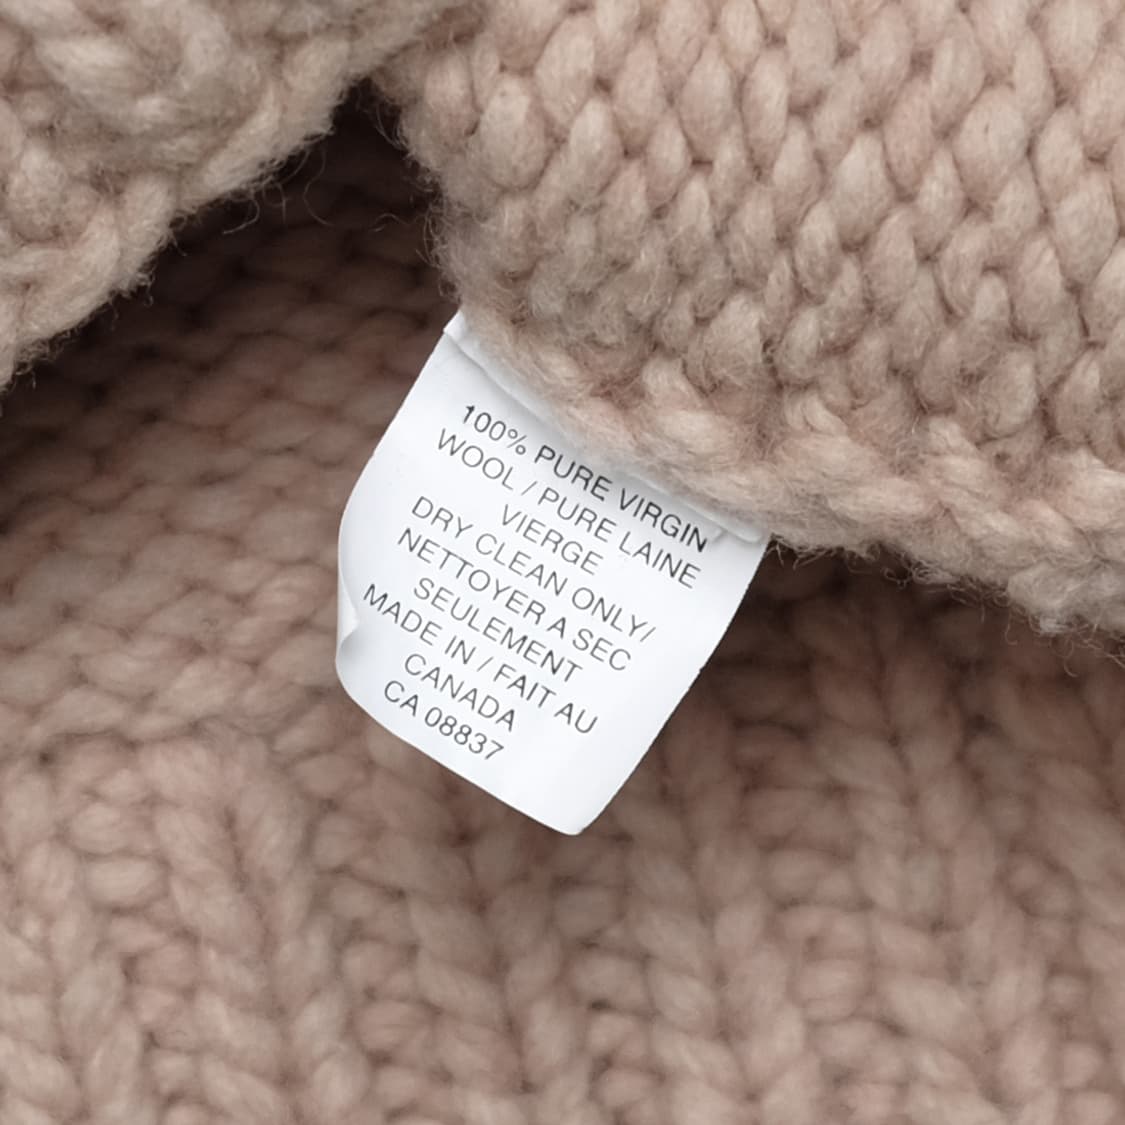 100% PURE VIRGIN
WOOL / PURE LAINE
VIERGE
DRY CLEAN ONLY/
NETTOYER A SEC
SEULEMENT
MADE IN / FAIT AU
CANADA
CA 08837